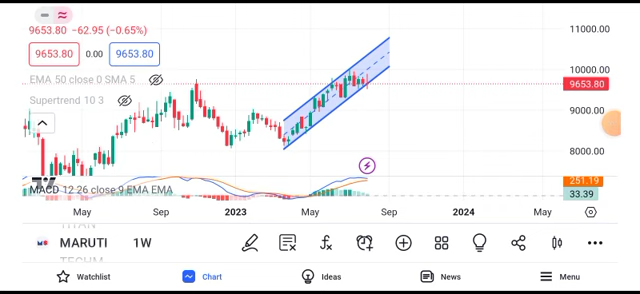 9653.80 −62.95 (−0.65%)
9653.80 0.00 9653.80
EMA 50 close 0 SMA 5
Supertrend 10 3
MACD 12 26 close 9 EMA EMA
11000.00
10000.00
9653.80
9000.00
8000.00
251.19
33.39
May Sep 2023 May Sep 2024 May
TITAN
MARUTI 1W
TECHM
Watchlist Chart Ideas News Menu